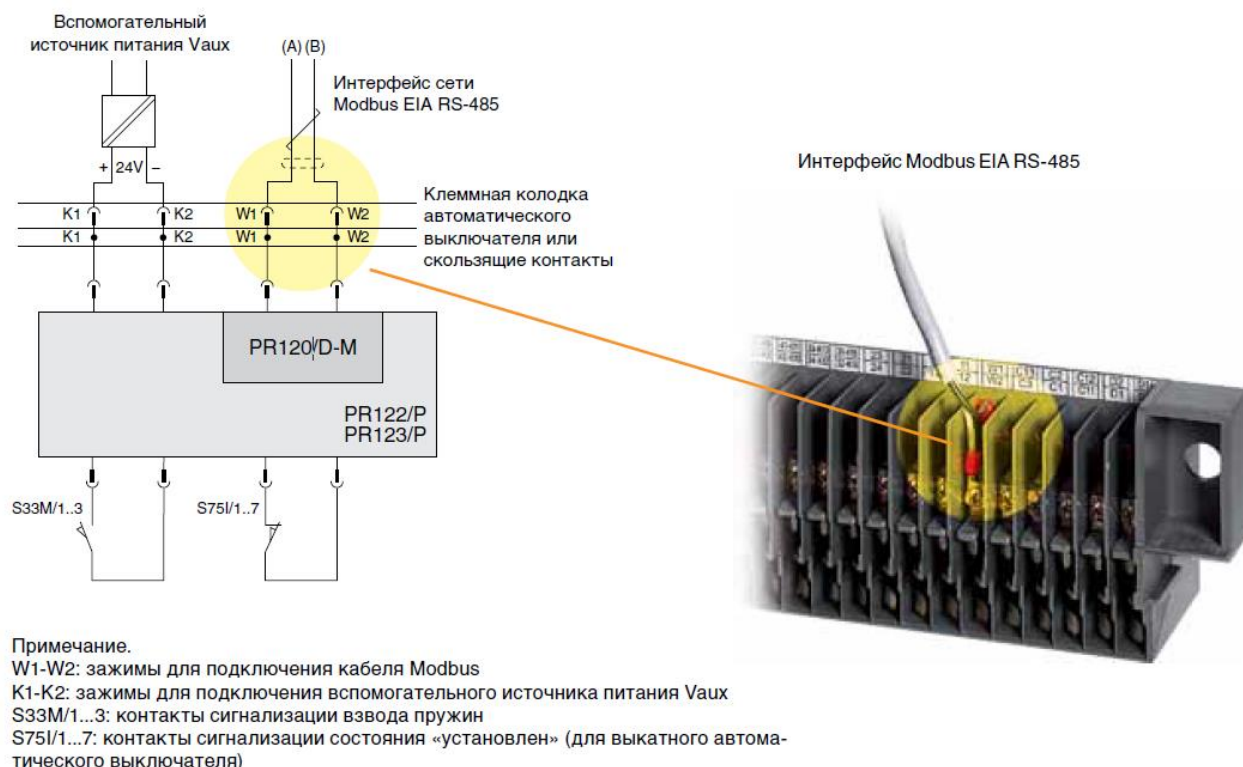 Вспомогательный
источник питания Vaux
(A) (B)
Интерфейс сети
Modbus EIA RS-485
+ 24V –
Интерфейс Modbus EIA RS-485
Клеммная колодка
автоматического
выключателя или
скользящие контакты
K1 K2 W1 W2
K1 K2 W1 W2
PR120/D-M
PR122/P
PR123/P
S33M/1..3
S75I/1..7
Примечание.
W1-W2: зажимы для подключения кабеля Modbus
K1-K2: зажимы для подключения вспомогательного источника питания Vaux
S33M/1...3: контакты сигнализации взвода пружин
S75I/1...7: контакты сигнализации состояния «установлен» (для выкатного автома-
тического выключателя)